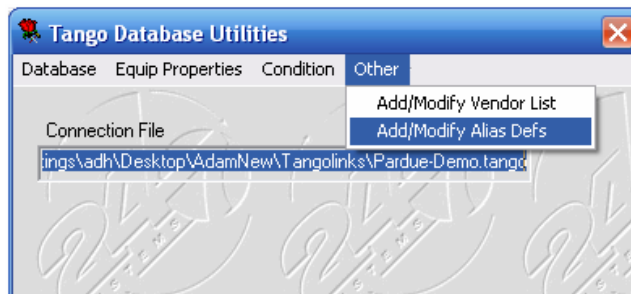 Tango Database Utilities
Database Equip Properties Condition Other
Add/Modify Vendor List
Add/Modify Alias Defs
Connection File
tings\adh\Desktop\AdamNew\Tangolinks\Pardue-Demo.tango